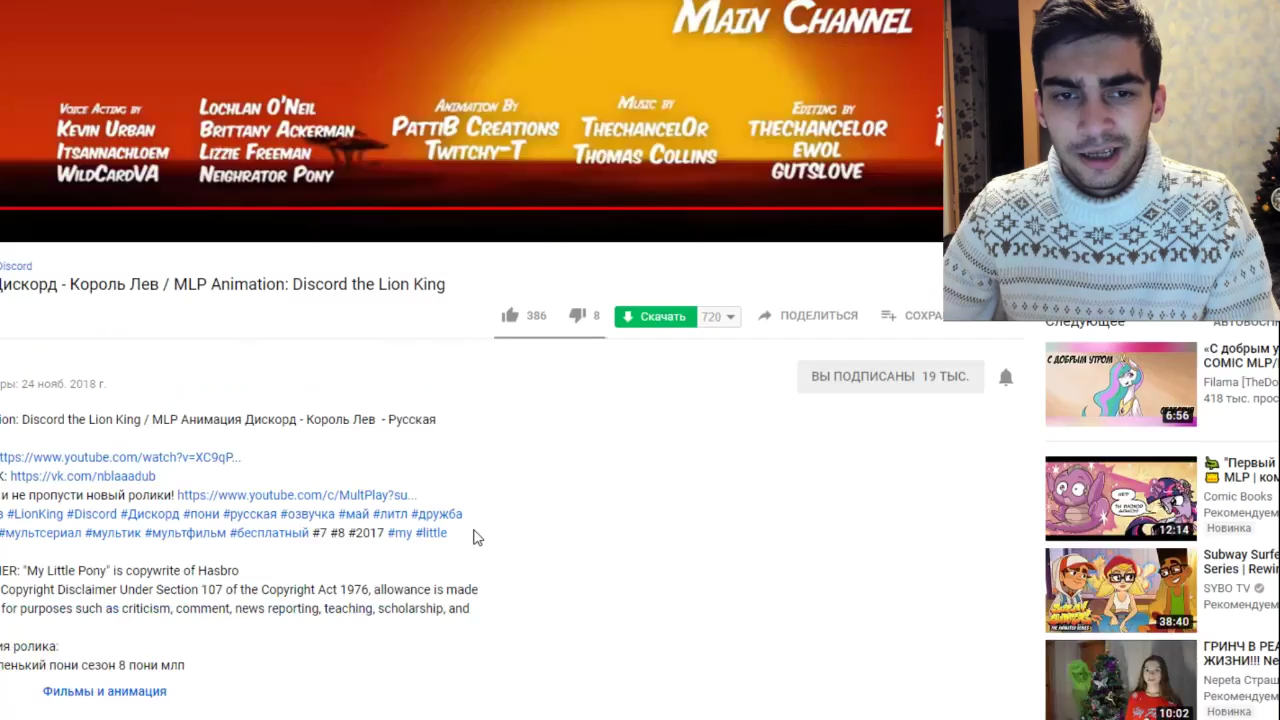 MAIN CHANNEL
VOICE ACTING BY
KEVIN URBAN
ITSANNACHLOEM
WILDCARDVA
LOCHLAN O'NEIL
BRITTANY ACKERMAN
LIZZIE FREEMAN
NEIGHRATOR PONY
ANIMATION BY
PATTIB CREATIONS
TWITCHY-T
MUSIC BY
THECHANCELOR
THOMAS COLLINS
EDITING BY
THECHANCELOR
EWOL
GUTSLOVE
Discord
Дискорд - Король Лев / MLP Animation: Discord the Lion King
386
8
Скачать 720
ПОДЕЛИТЬСЯ
СОХРА
24 нояб. 2018 г.
ВЫ ПОДПИСАНЫ 19 ТЫС.
ion: Discord the Lion King / MLP Анимация Дискорд - Король Лев - Русская
ttps://www.youtube.com/watch?v=XC9qP...
К: https://vk.com/nblaaadub
и не пропусти новый ролики! https://www.youtube.com/c/MultPlay?su...
в #LionKing #Discord #Дискорд #пони #русская #озвучка #май #литл #дружба
#мультсериал #мультик #мультфильм #бесплатный #7 #8 #2017 #my #little
ER: "My Little Pony" is copywrite of Hasbro
Copyright Disclaimer Under Section 107 of the Copyright Act 1976, allowance is made
for purposes such as criticism, comment, news reporting, teaching, scholarship, and
ия ролика:
ленький пони сезон 8 пони млп
Фильмы и анимация
Следующее
С ДОБРЫМ УТРОМ
6:56
«С добрым у
COMIC MLP/
Filama [TheDo
418 тыс. прос
12:14
"Первый
MLP | ком
Comic Books
Рекомендуем
Новинка
38:40
Subway Surfe
Series | Rewin
SYBO TV
Рекомендуем
10:02
ГРИНЧ В РЕА
ЖИЗНИ!!! Ne
Nepeta Страш
Рекомендуем
Новинка